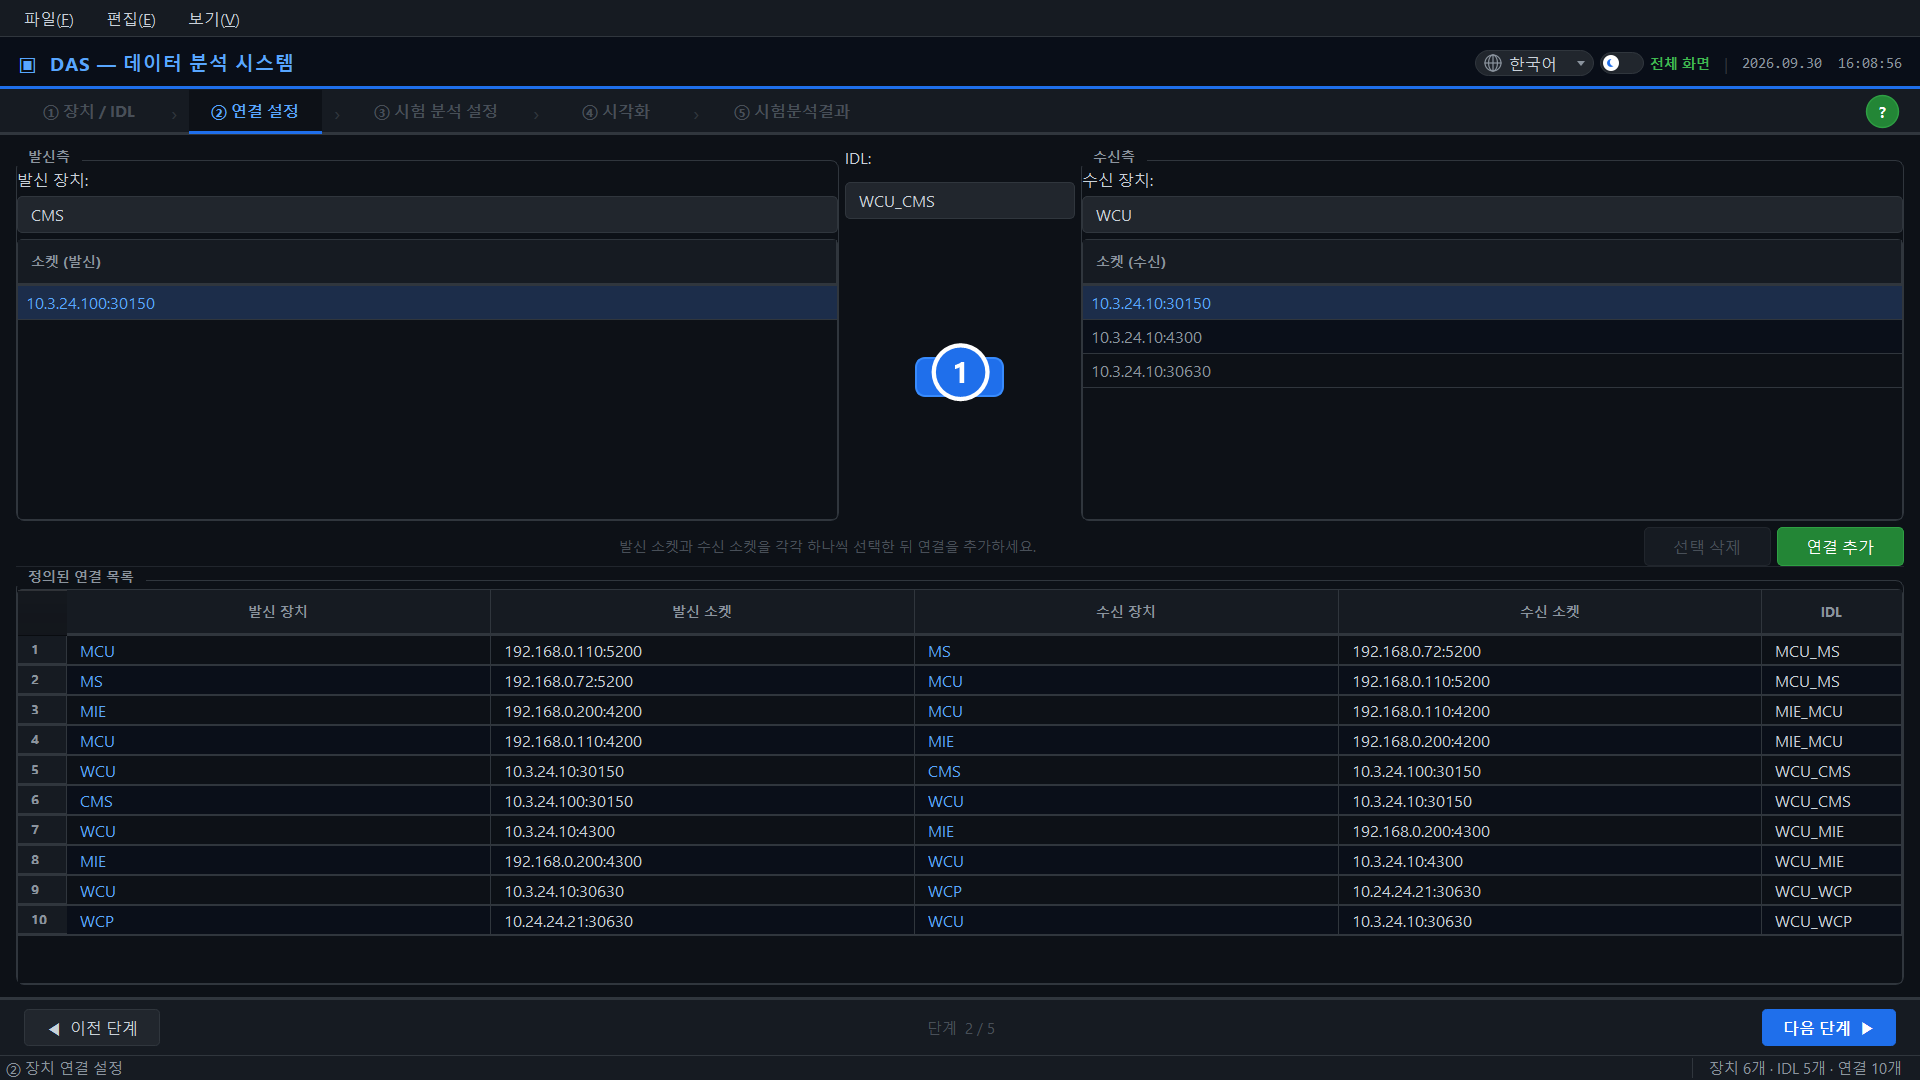 파일(F) 편집(E) 보기(V)
DAS — 데이터 분석 시스템
한국어
전체 화면
2026.09.30 16:08:56
① 장치 / IDL
② 연결 설정
③ 시험 분석 설정
④ 시각화
⑤ 시험분석결과
?
발신측
발신 장치:
CMS
소켓 (발신)
10.3.24.100:30150
IDL:
WCU_CMS
1
수신측
수신 장치:
WCU
소켓 (수신)
10.3.24.10:30150
10.3.24.10:4300
10.3.24.10:30630
발신 소켓과 수신 소켓을 각각 하나씩 선택한 뒤 연결을 추가하세요.
선택 삭제
연결 추가
정의된 연결 목록
발신 장치 발신 소켓 수신 장치 수신 소켓 IDL
1 MCU 192.168.0.110:5200 MS 192.168.0.72:5200 MCU_MS
2 MS 192.168.0.72:5200 MCU 192.168.0.110:5200 MCU_MS
3 MIE 192.168.0.200:4200 MCU 192.168.0.110:4200 MIE_MCU
4 MCU 192.168.0.110:4200 MIE 192.168.0.200:4200 MIE_MCU
5 WCU 10.3.24.10:30150 CMS 10.3.24.100:30150 WCU_CMS
6 CMS 10.3.24.100:30150 WCU 10.3.24.10:30150 WCU_CMS
7 WCU 10.3.24.10:4300 MIE 192.168.0.200:4300 WCU_MIE
8 MIE 192.168.0.200:4300 WCU 10.3.24.10:4300 WCU_MIE
9 WCU 10.3.24.10:30630 WCP 10.24.24.21:30630 WCU_WCP
10 WCP 10.24.24.21:30630 WCU 10.3.24.10:30630 WCU_WCP
◀ 이전 단계
단계 2 / 5
다음 단계 ▶
② 장치 연결 설정
장치 6개 · IDL 5개 · 연결 10개